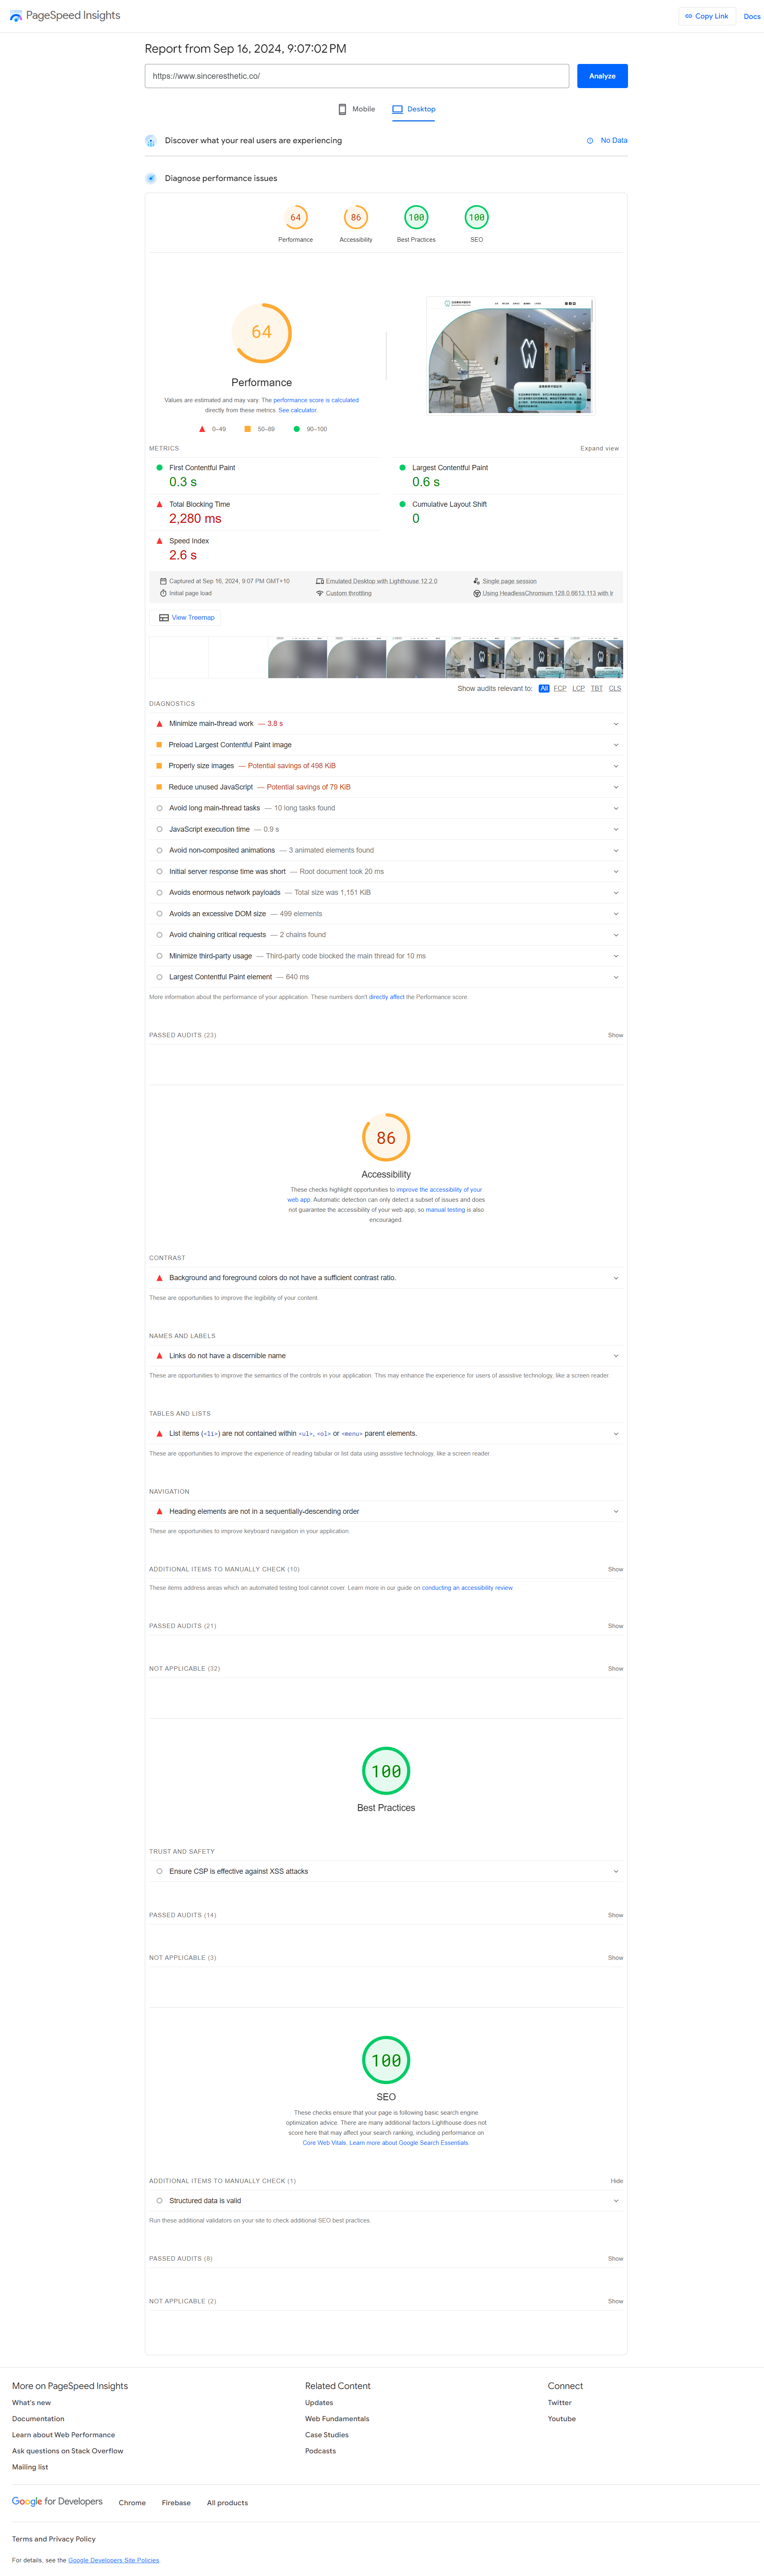 PageSpeed Insights
Copy Link
Docs
Report from Sep 16, 2024, 9:07:02 PM
https://www.sinceresthetic.co/
Analyze
Mobile
Desktop
Discover what your real users are experiencing
No Data
Diagnose performance issues
64
86
100
100
Performance
Accessibility
Best Practices
SEO
64
Performance
Values are estimated and may vary. The performance score is calculated
directly from these metrics. See calculator.
0–49
50–89
90–100
METRICS
Expand view
First Contentful Paint
0.3 s
Largest Contentful Paint
0.6 s
Total Blocking Time
2,280 ms
Cumulative Layout Shift
0
Speed Index
2.6 s
Captured at Sep 16, 2024, 9:07 PM GMT+10
Emulated Desktop with Lighthouse 12.2.0
Single page session
Initial page load
Custom throttling
Using HeadlessChromium 128.0.6613.113 with lr
View Treemap
Show audits relevant to: All FCP LCP TBT CLS
DIAGNOSTICS
Minimize main-thread work — 3.8 s
Preload Largest Contentful Paint image
Properly size images — Potential savings of 498 KiB
Reduce unused JavaScript — Potential savings of 79 KiB
Avoid long main-thread tasks — 10 long tasks found
JavaScript execution time — 0.9 s
Avoid non-composited animations — 3 animated elements found
Initial server response time was short — Root document took 20 ms
Avoids enormous network payloads — Total size was 1,151 KiB
Avoids an excessive DOM size — 499 elements
Avoid chaining critical requests — 2 chains found
Minimize third-party usage — Third-party code blocked the main thread for 10 ms
Largest Contentful Paint element — 640 ms
More information about the performance of your application. These numbers don't directly affect the Performance score.
PASSED AUDITS (23)
Show
86
Accessibility
These checks highlight opportunities to improve the accessibility of your
web app. Automatic detection can only detect a subset of issues and does
not guarantee the accessibility of your web app, so manual testing is also
encouraged.
CONTRAST
Background and foreground colors do not have a sufficient contrast ratio.
These are opportunities to improve the legibility of your content.
NAMES AND LABELS
Links do not have a discernible name
These are opportunities to improve the semantics of the controls in your application. This may enhance the experience for users of assistive technology, like a screen reader.
TABLES AND LISTS
List items (<li>) are not contained within <ul>, <ol> or <menu> parent elements.
These are opportunities to improve the experience of reading tabular or list data using assistive technology, like a screen reader.
NAVIGATION
Heading elements are not in a sequentially-descending order
These are opportunities to improve keyboard navigation in your application.
ADDITIONAL ITEMS TO MANUALLY CHECK (10)
Show
These items address areas which an automated testing tool cannot cover. Learn more in our guide on conducting an accessibility review.
PASSED AUDITS (21)
Show
NOT APPLICABLE (32)
Show
100
Best Practices
TRUST AND SAFETY
Ensure CSP is effective against XSS attacks
PASSED AUDITS (14)
Show
NOT APPLICABLE (3)
Show
100
SEO
These checks ensure that your page is following basic search engine
optimization advice. There are many additional factors Lighthouse does not
score here that may affect your search ranking, including performance on
Core Web Vitals. Learn more about Google Search Essentials.
ADDITIONAL ITEMS TO MANUALLY CHECK (1)
Hide
Structured data is valid
Run these additional validators on your site to check additional SEO best practices.
PASSED AUDITS (8)
Show
NOT APPLICABLE (2)
Show
More on PageSpeed Insights
What's new
Documentation
Learn about Web Performance
Ask questions on Stack Overflow
Mailing list
Related Content
Updates
Web Fundamentals
Case Studies
Podcasts
Connect
Twitter
Youtube
Google for Developers
Chrome
Firebase
All products
Terms and Privacy Policy
For details, see the Google Developers Site Policies.